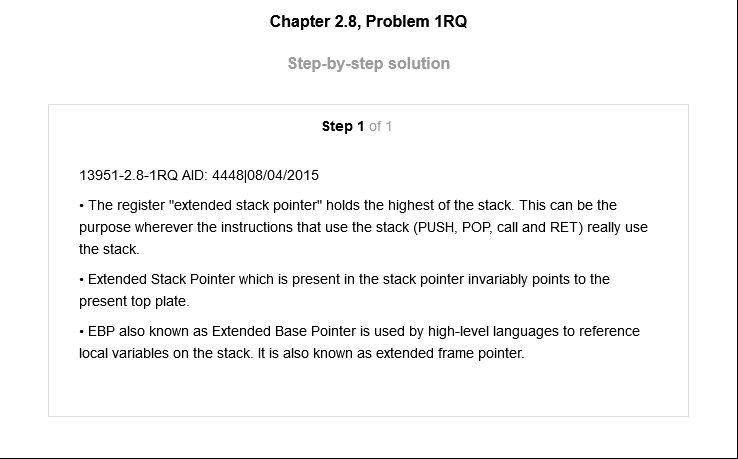 Chapter 2.8, Problem 1RQ
Step-by-step solution
Step 1 of 1
13951-2.8-1RQ AID: 4448|08/04/2015
• The register "extended stack pointer" holds the highest of the stack. This can be the
purpose wherever the instructions that use the stack (PUSH, POP, call and RET) really use
the stack.
• Extended Stack Pointer which is present in the stack pointer invariably points to the
present top plate.
• EBP also known as Extended Base Pointer is used by high-level languages to reference
local variables on the stack. It is also known as extended frame pointer.